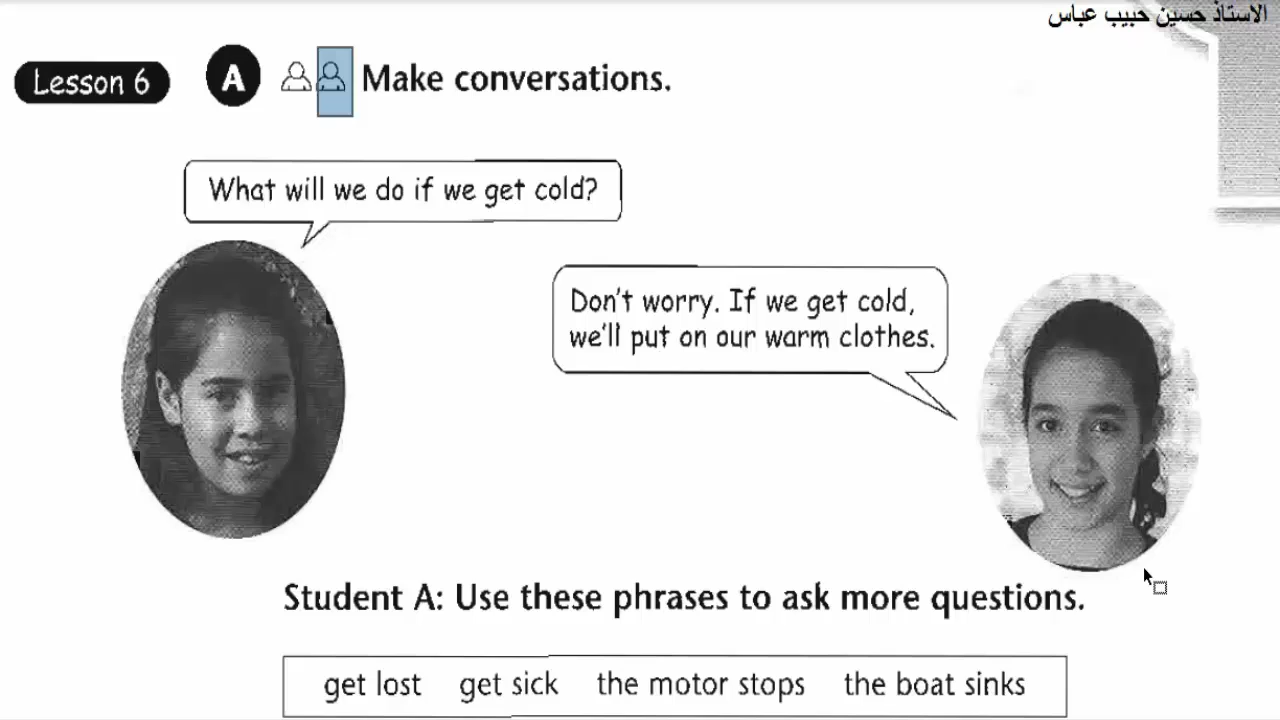 الاستاذ حسين حبيب عباس
Lesson 6 A Make conversations.
What will we do if we get cold?
Don't worry. If we get cold,
we'll put on our warm clothes.
Student A: Use these phrases to ask more questions.
get lost get sick the motor stops the boat sinks